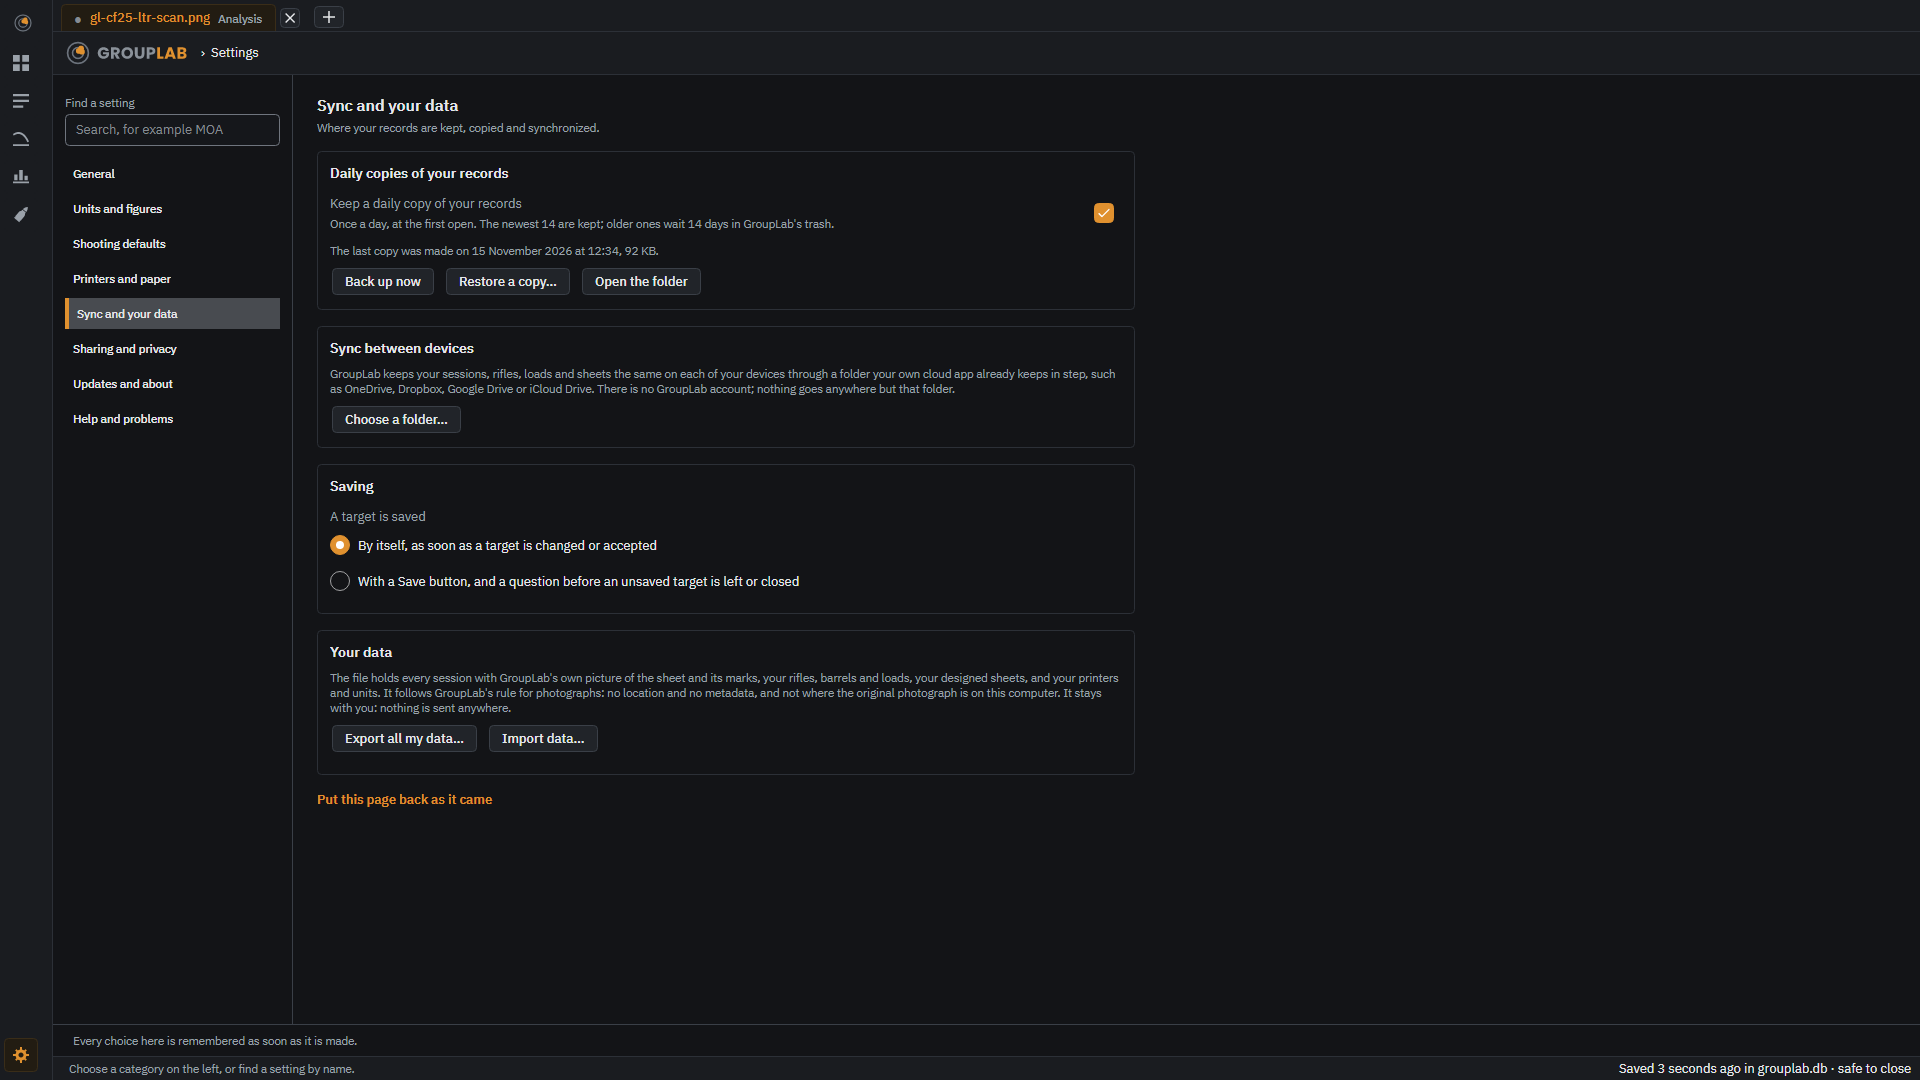 gl-cf25-ltr-scan.png Analysis
GROUPLAB › Settings
Find a setting
Search, for example MOA
General
Units and figures
Shooting defaults
Printers and paper
Sync and your data
Sharing and privacy
Updates and about
Help and problems
Sync and your data
Where your records are kept, copied and synchronized.
Daily copies of your records
Keep a daily copy of your records
Once a day, at the first open. The newest 14 are kept; older ones wait 14 days in GroupLab's trash.
The last copy was made on 15 November 2026 at 12:34, 92 KB.
Back up now Restore a copy... Open the folder
Sync between devices
GroupLab keeps your sessions, rifles, loads and sheets the same on each of your devices through a folder your own cloud app already keeps in step, such
as OneDrive, Dropbox, Google Drive or iCloud Drive. There is no GroupLab account; nothing goes anywhere but that folder.
Choose a folder...
Saving
A target is saved
By itself, as soon as a target is changed or accepted
With a Save button, and a question before an unsaved target is left or closed
Your data
The file holds every session with GroupLab's own picture of the sheet and its marks, your rifles, barrels and loads, your designed sheets, and your printers
and units. It follows GroupLab's rule for photographs: no location and no metadata, and not where the original photograph is on this computer. It stays
with you: nothing is sent anywhere.
Export all my data... Import data...
Put this page back as it came
Every choice here is remembered as soon as it is made.
Choose a category on the left, or find a setting by name.
Saved 3 seconds ago in grouplab.db · safe to close